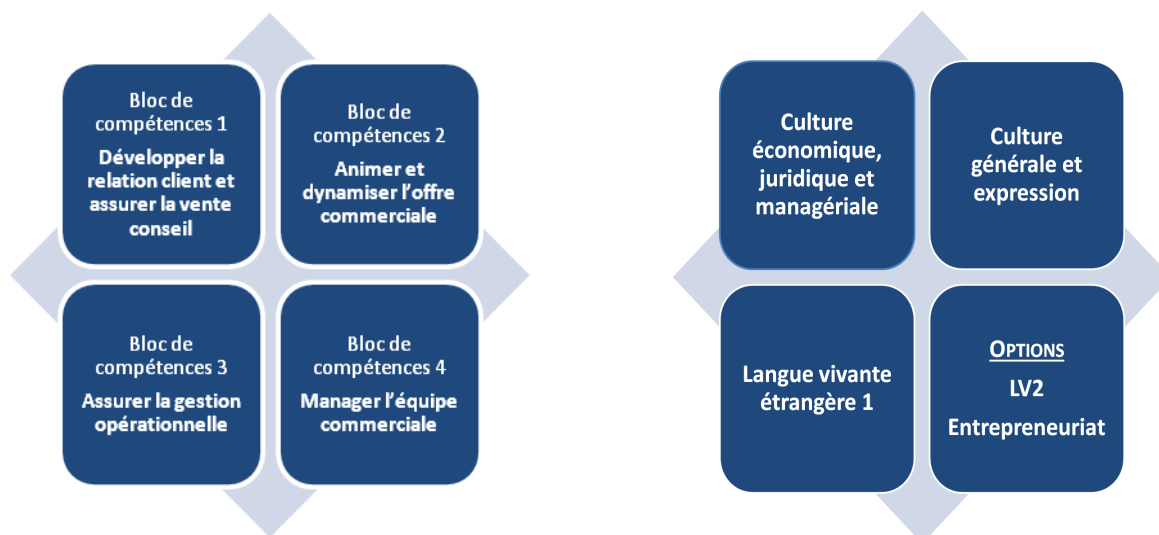 Bloc de
compétences 1
Développer la
relation client et
assurer la vente
conseil
Bloc de
compétences 2
Animer et
dynamiser l'offre
commerciale
Bloc de
compétences 3
Assurer la gestion
opérationnelle
Bloc de
compétences 4
Manager l'équipe
commerciale
Culture
économique,
juridique et
managériale
Culture
générale et
expression
Langue vivante
étrangère 1
OPTIONS
LV2
Entrepreneuriat